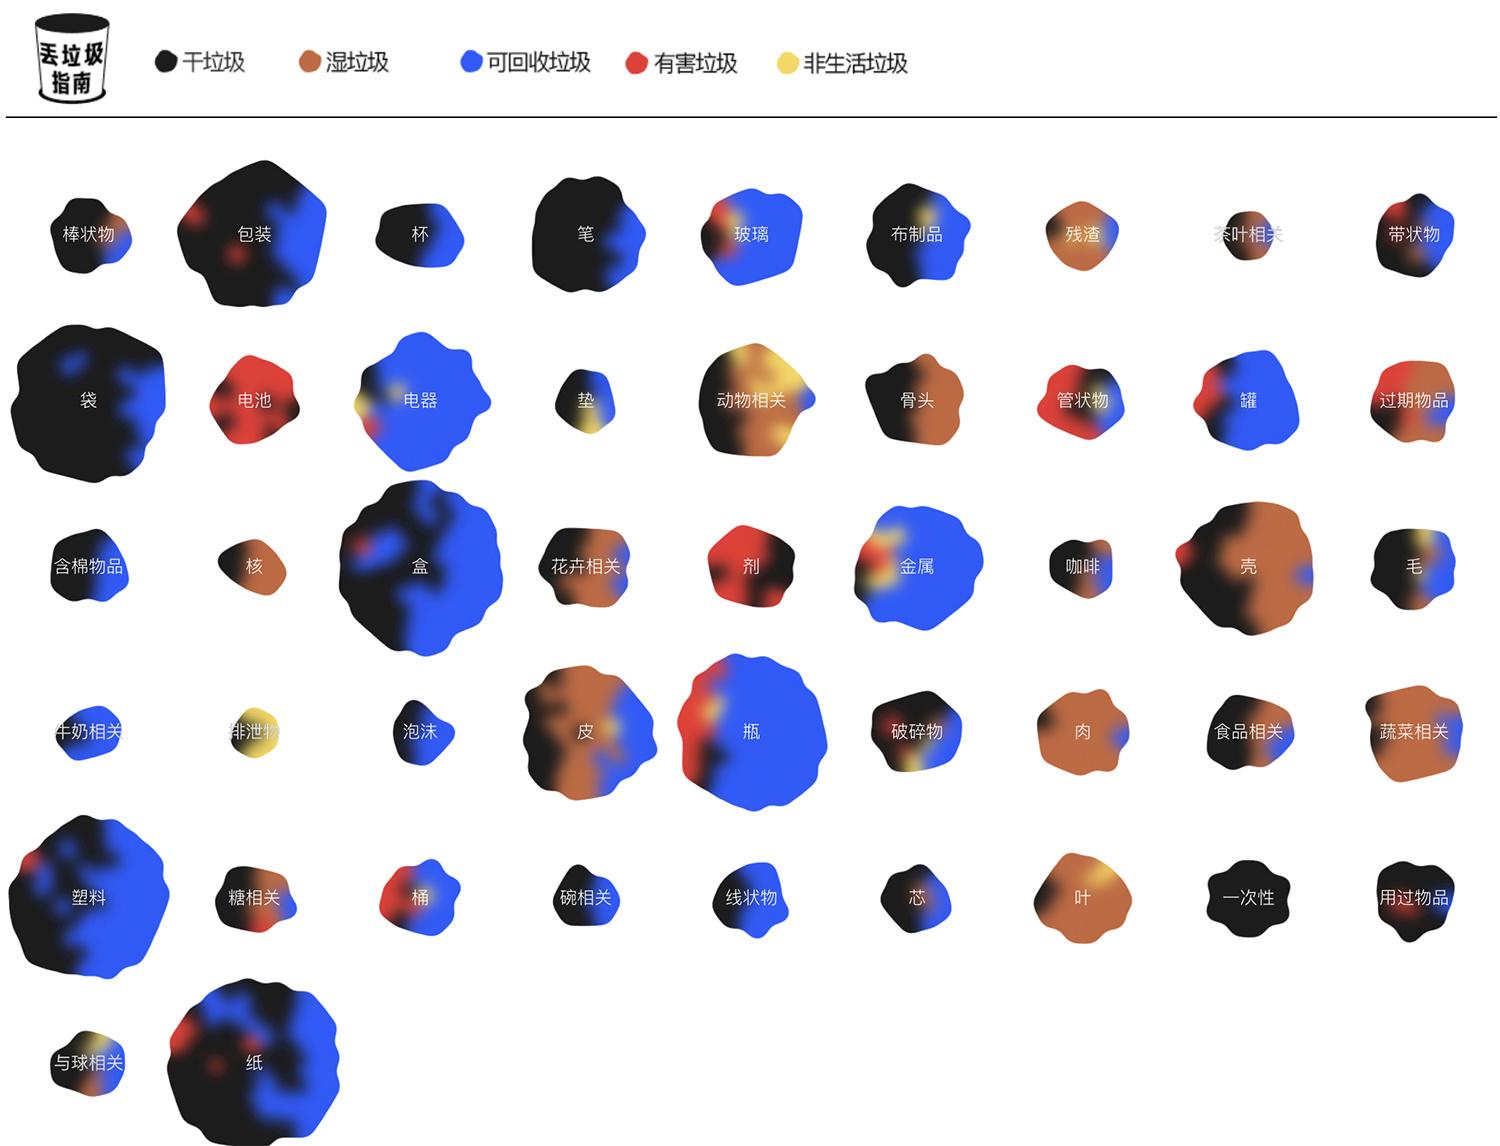 丢垃圾
指南
干垃圾 湿垃圾 可回收垃圾 有害垃圾 非生活垃圾
棒状物 包装 杯 笔 玻璃 布制品 残渣 茶叶相关 带状物
袋 电池 电器 垫 动物相关 骨头 管状物 罐 过期物品
含棉物品 核 盒 花卉相关 剂 金属 咖啡 壳 毛
牛奶相关 排泄物 泡沫 皮 瓶 破碎物 肉 食品相关 蔬菜相关
塑料 糖相关 桶 碗相关 线状物 芯 叶 一次性 用过物品
与球相关 纸